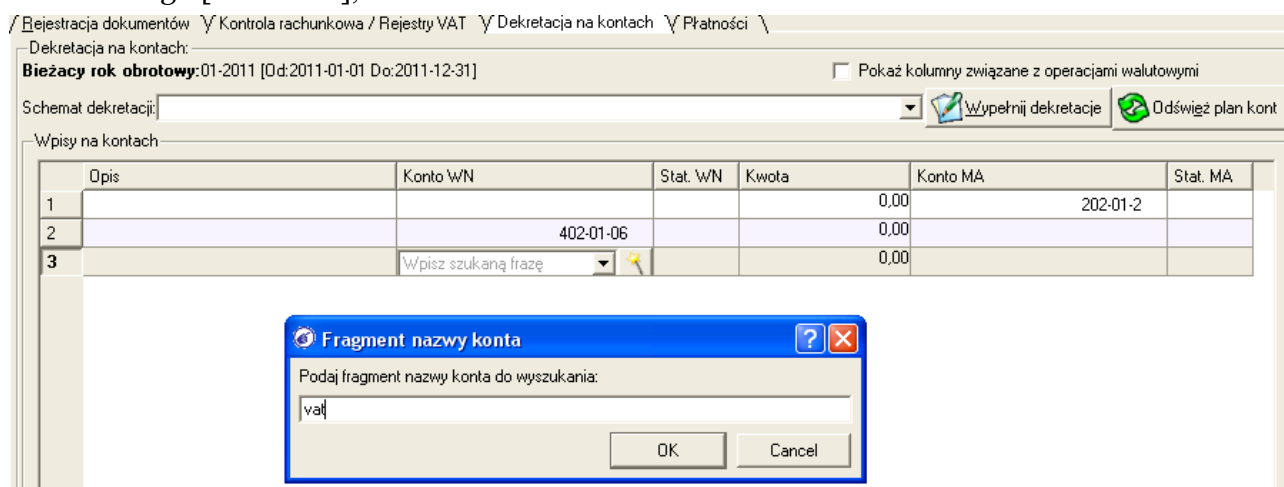 Rejestracja dokumentów Kontrola rachunkowa / Rejestry VAT Dekretacja na kontach Płatności
Dekretacja na kontach:
Bieżacy rok obrotowy:01-2011 [Od:2011-01-01 Do:2011-12-31] Pokaż kolumny związane z operacjami walutowymi
Schemat dekretacji: Wypełnij dekretacje Odśwież plan kont
Wpisy na kontach
Opis Konto WN Stat. WN Kwota Konto MA Stat. MA
1 0,00 202-01-2
2 402-01-06 0,00
3 Wpisz szukaną frazę 0,00
Fragment nazwy konta
Podaj fragment nazwy konta do wyszukania:
vat
OK Cancel